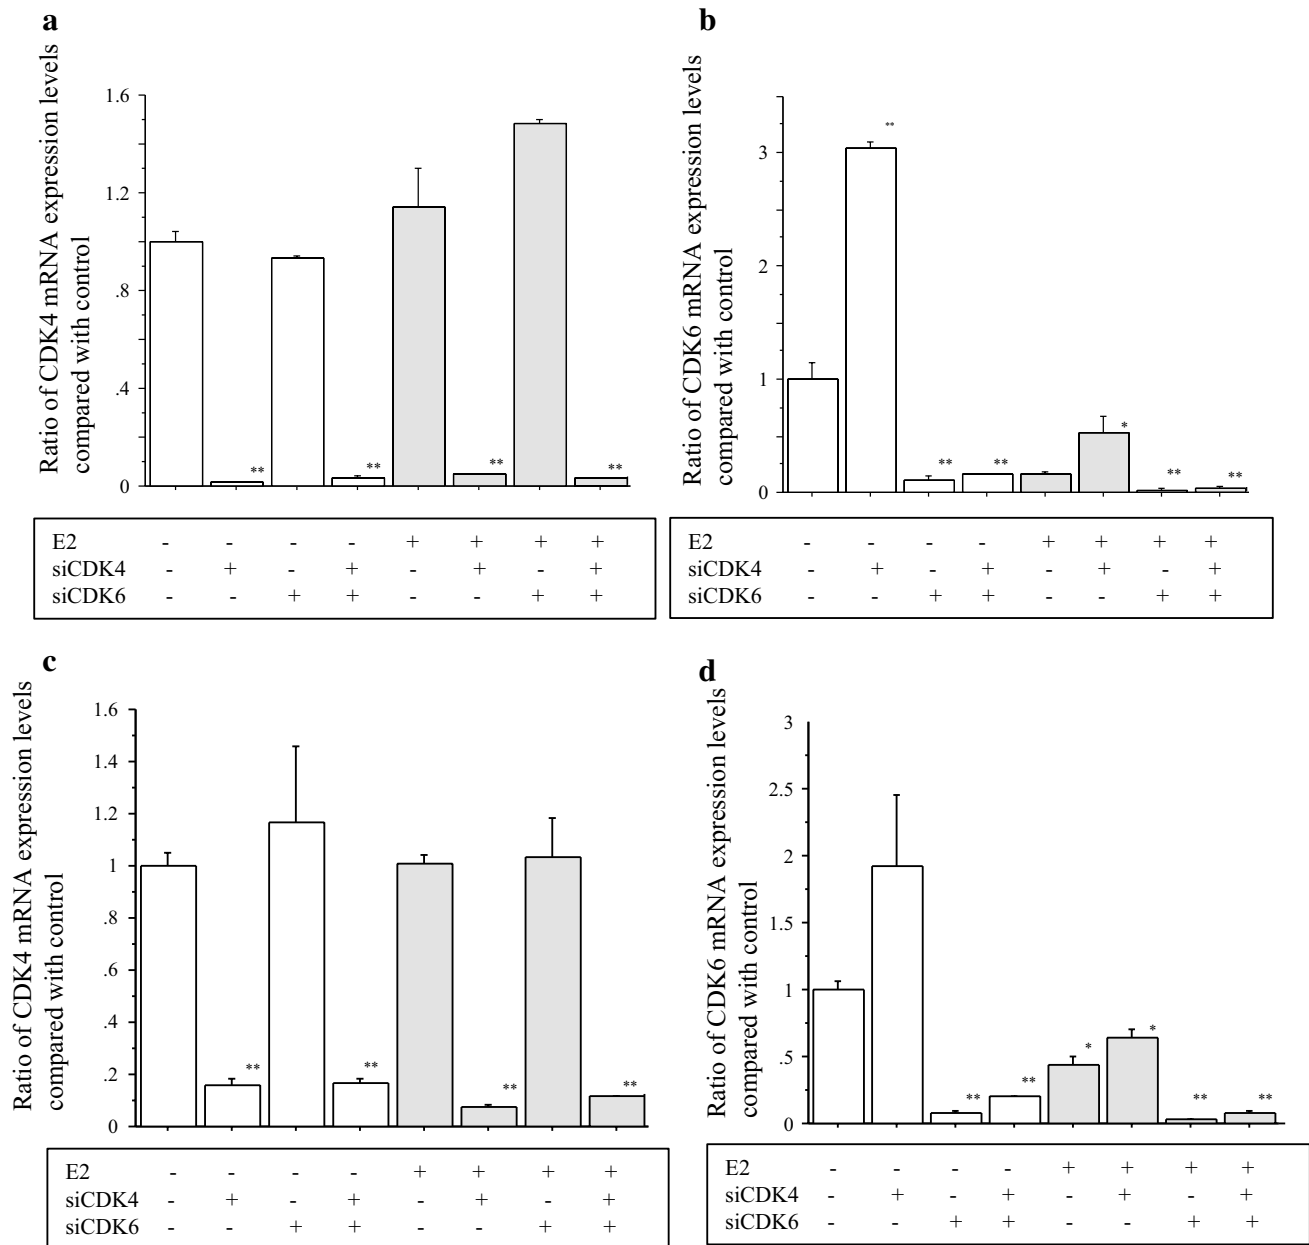 a
Ratio of CDK4 mRNA expression levels
compared with control
1.6
1.2
.8
.4
0
** ** ** **
E2 - - - - + + + +
siCDK4 - + - + - + - +
siCDK6 - - + + - - + +
b
Ratio of CDK6 mRNA expression levels
compared with control
3
2
1
0
** ** ** * ** **
E2 - - - - + + + +
siCDK4 - + - + - + - +
siCDK6 - - + + - - + +
c
Ratio of CDK4 mRNA expression levels
compared with control
1.6
1.4
1.2
1
.8
.6
.4
.2
0
** ** ** **
E2 - - - - + + + +
siCDK4 - + - + - + - +
siCDK6 - - + + - - + +
d
Ratio of CDK6 mRNA expression levels
compared with control
3
2.5
2
1.5
1
.5
0
** ** * * ** **
E2 - - - - + + + +
siCDK4 - + - + - + - +
siCDK6 - - + + - - + +